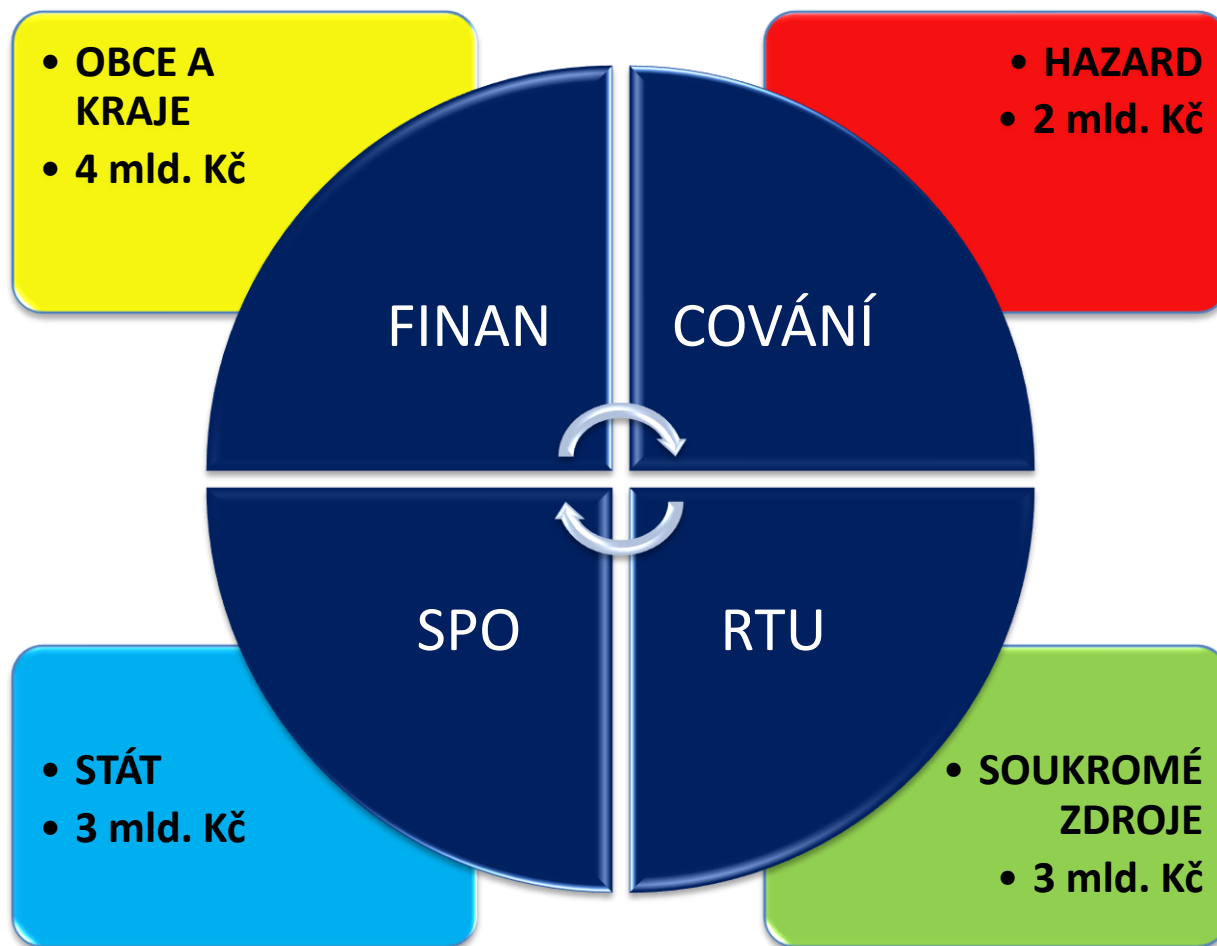 • OBCE A
KRAJE
• 4 mld. Kč
• HAZARD
• 2 mld. Kč
FINAN
COVÁNÍ
SPO
RTU
• STÁT
• 3 mld. Kč
• SOUKROMÉ
ZDROJE
• 3 mld. Kč